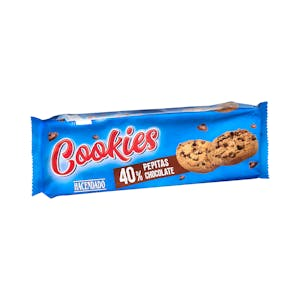 Cookies
HACENDADO
40%
PEPITAS
CHOCOLATE